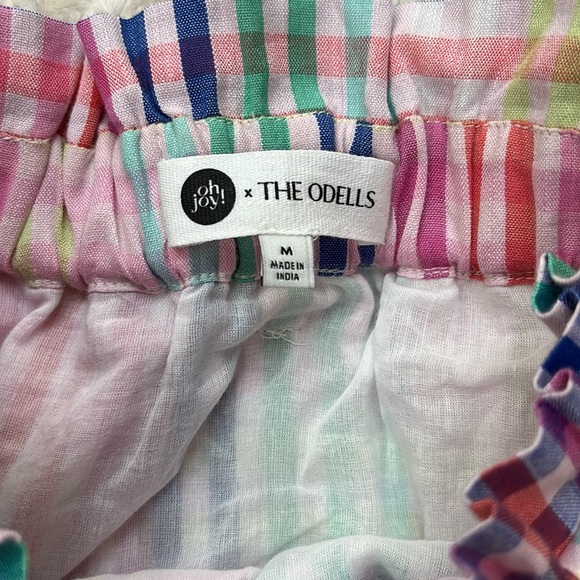 oh joy! × THE ODELLS
M
MADE IN
INDIA